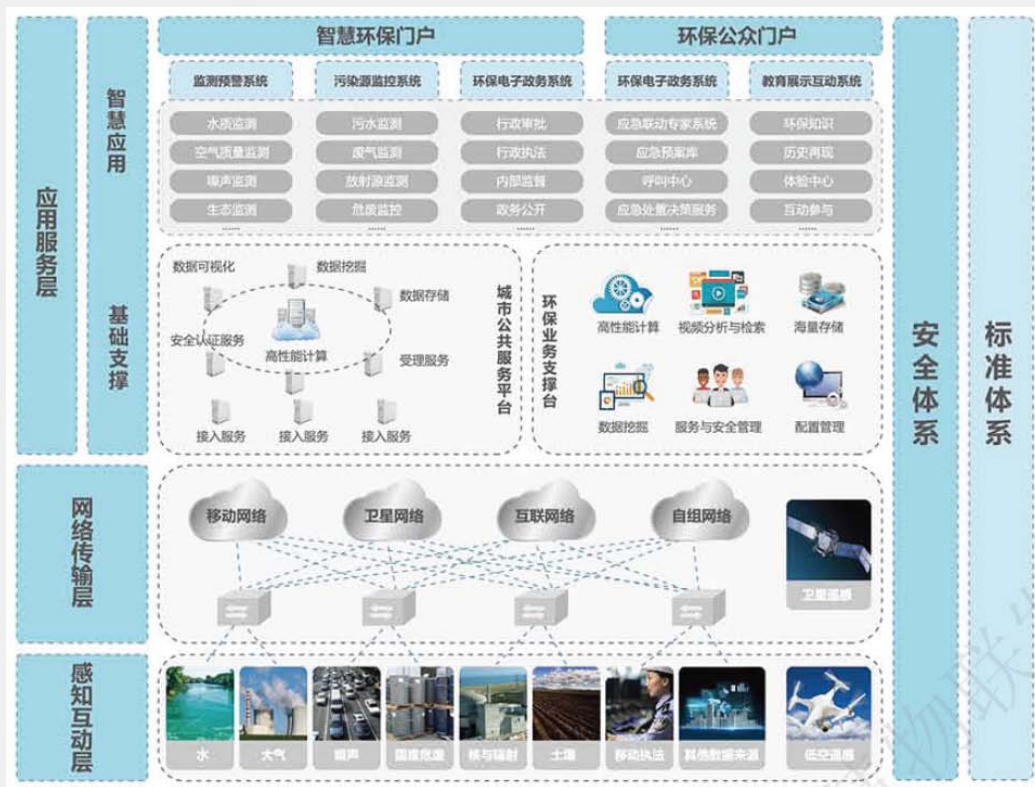 智慧环保门户
环保公众门户
监测预警系统
污染源监控系统
环保电子政务系统
环保电子政务系统
教育展示互动系统
水质监测
污水监测
行政审批
应急联动专家系统
环保知识
空气质量监测
废气监测
行政执法
应急预案库
历史再现
噪声监测
放射源监测
内部监督
呼叫中心
体验中心
生态监测
危废监控
政务公开
应急处置决策服务
互动参与
......
......
......
......
......
应用服务层
智慧应用
基础支撑
数据可视化
数据挖掘
数据存储
安全认证服务
高性能计算
受理服务
接入服务
接入服务
接入服务
城市公共服务平台
环保业务支撑台
高性能计算
视频分析与检索
海量存储
数据挖掘
服务与安全管理
配置管理
网络传输层
移动网络
卫星网络
互联网络
自组网络
卫星遥感
感知互动层
水
大气
噪声
固废危废
核与辐射
土壤
移动执法
其他数据来源
低空遥感
安全体系
标准体系
物联